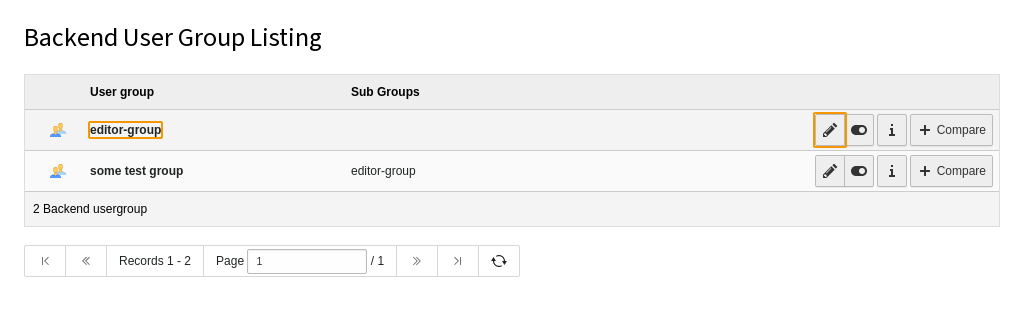 Backend User Group Listing
User group Sub Groups
editor-group Compare
some test group editor-group Compare
2 Backend usergroup
Records 1 - 2 Page 1 / 1